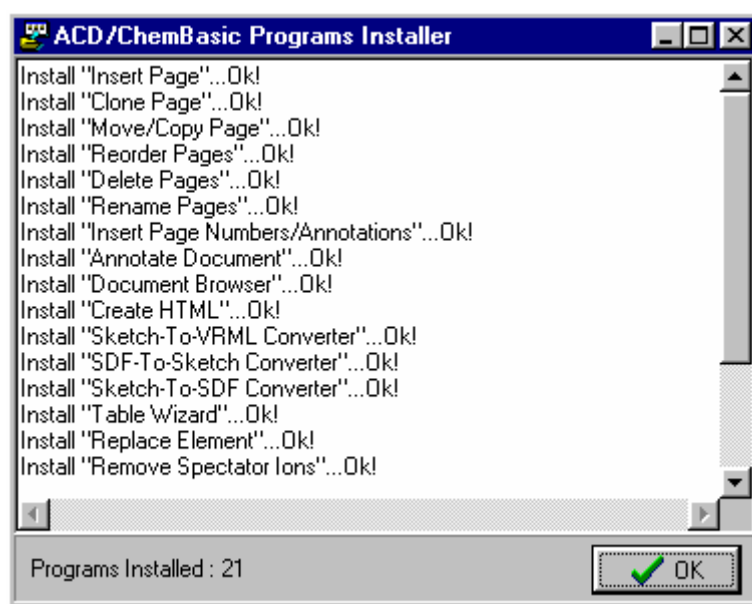 ACD/ChemBasic Programs Installer
Install "Insert Page"...Ok!
Install "Clone Page"...Ok!
Install "Move/Copy Page"...Ok!
Install "Reorder Pages"...Ok!
Install "Delete Pages"...Ok!
Install "Rename Pages"...Ok!
Install "Insert Page Numbers/Annotations"...Ok!
Install "Annotate Document"...Ok!
Install "Document Browser"...Ok!
Install "Create HTML"...Ok!
Install "Sketch-To-VRML Converter"...Ok!
Install "SDF-To-Sketch Converter"...Ok!
Install "Sketch-To-SDF Converter"...Ok!
Install "Table Wizard"...Ok!
Install "Replace Element"...Ok!
Install "Remove Spectator Ions"...Ok!
Programs Installed : 21
OK